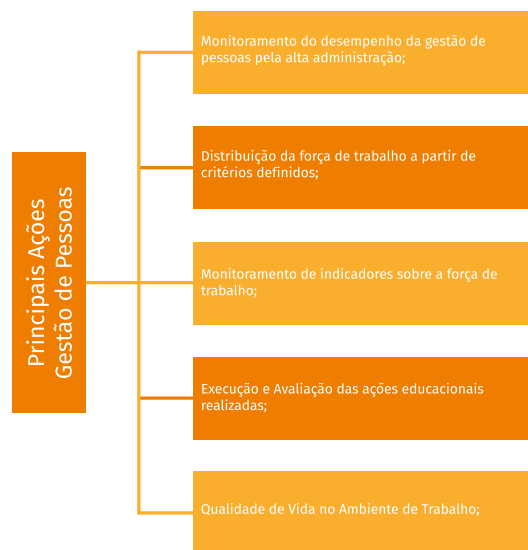 Principais Ações
Gestão de Pessoas
Monitoramento do desempenho da gestão de
pessoas pela alta administração;
Distribuição da força de trabalho a partir de
critérios definidos;
Monitoramento de indicadores sobre a força de
trabalho;
Execução e Avaliação das ações educacionais
realizadas;
Qualidade de Vida no Ambiente de Trabalho;